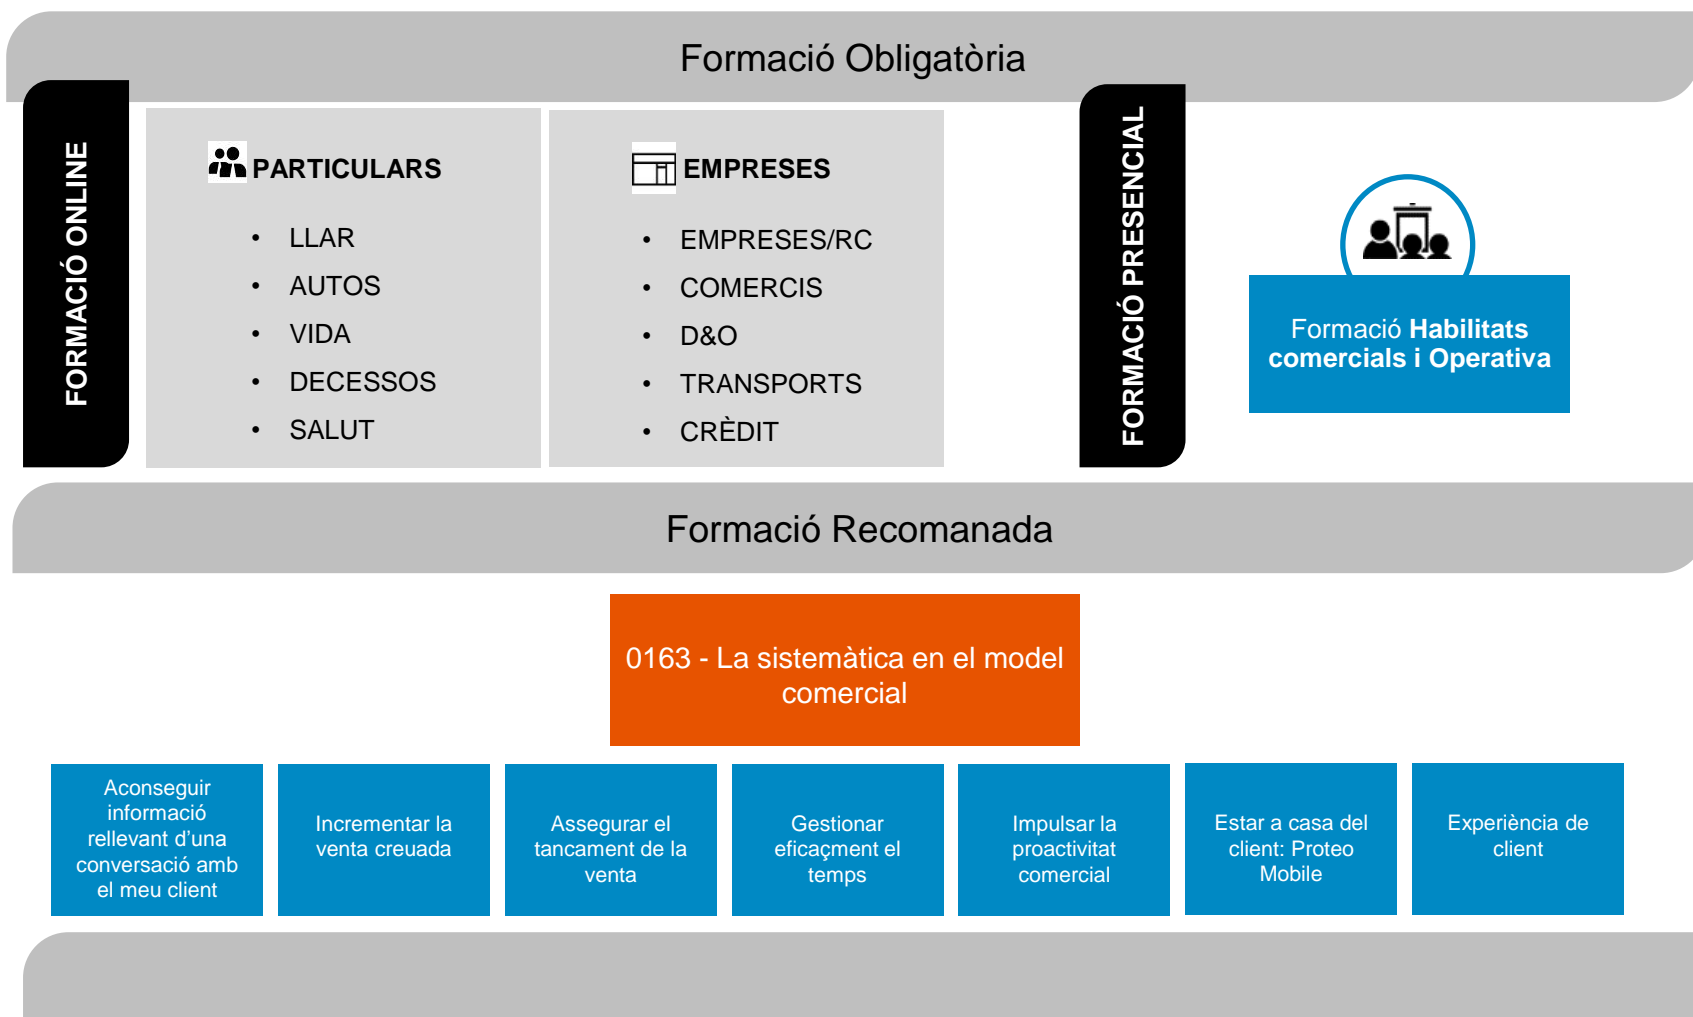 Formació Obligatòria
FORMACIÓ ONLINE
PARTICULARS
• LLAR
• AUTOS
• VIDA
• DECESSOS
• SALUT
EMPRESES
• EMPRESES/RC
• COMERCIS
• D&O
• TRANSPORTS
• CRÈDIT
FORMACIÓ PRESENCIAL
Formació Habilitats
comercials i Operativa
Formació Recomanada
0163 - La sistemàtica en el model
comercial
Aconseguir
informació
rellevant d’una
conversació amb
el meu client
Incrementar la
venta creuada
Assegurar el
tancament de la
venta
Gestionar
eficaçment el
temps
Impulsar la
proactivitat
comercial
Estar a casa del
client: Proteo
Mobile
Experiència de
client